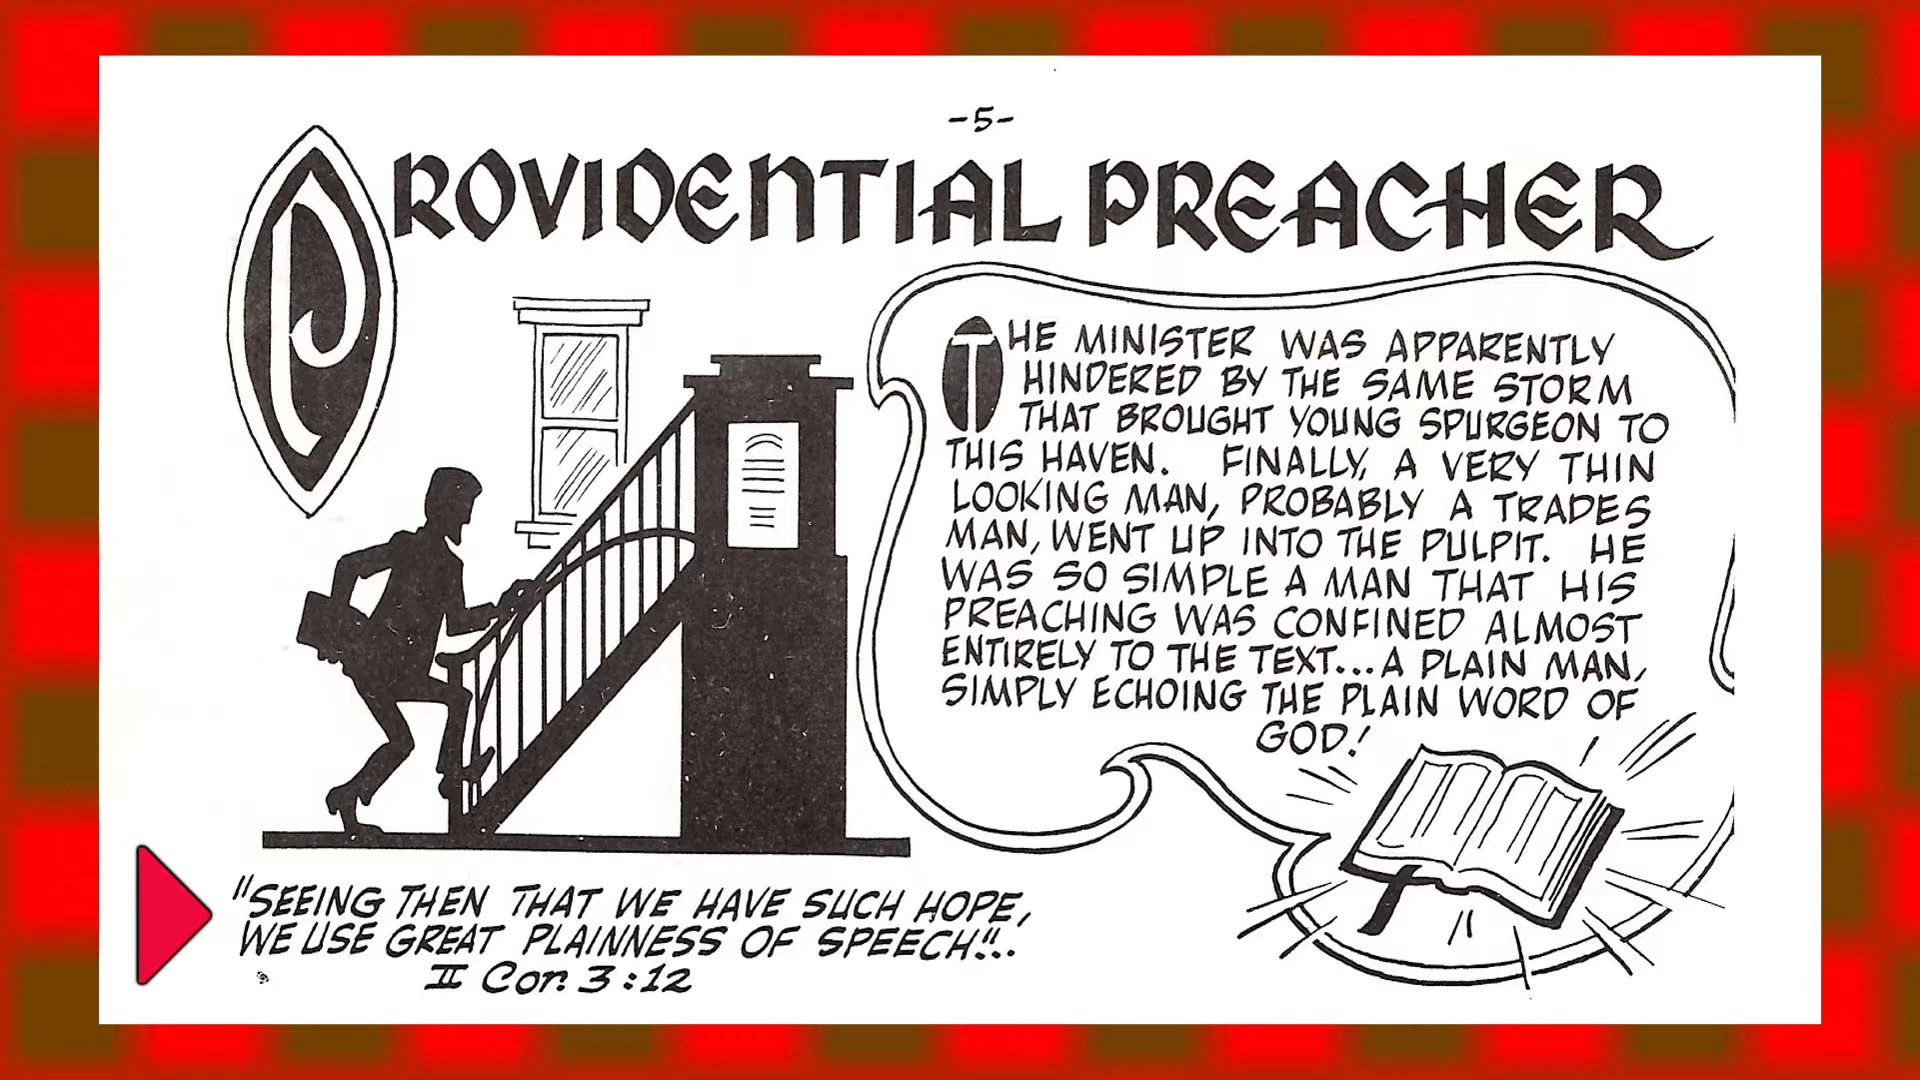 -5-
PROVIDENTIAL PREACHER
THE MINISTER WAS APPARENTLY
HINDERED BY THE SAME STORM
THAT BROUGHT YOUNG SPURGEON TO
THIS HAVEN. FINALLY, A VERY THIN
LOOKING MAN, PROBABLY A TRADES
MAN, WENT UP INTO THE PULPIT. HE
WAS SO SIMPLE A MAN THAT HIS
PREACHING WAS CONFINED ALMOST
ENTIRELY TO THE TEXT...A PLAIN MAN,
SIMPLY ECHOING THE PLAIN WORD OF
GOD!
"SEEING THEN THAT WE HAVE SUCH HOPE,
WE USE GREAT PLAINNESS OF SPEECH"...
II Cor. 3:12